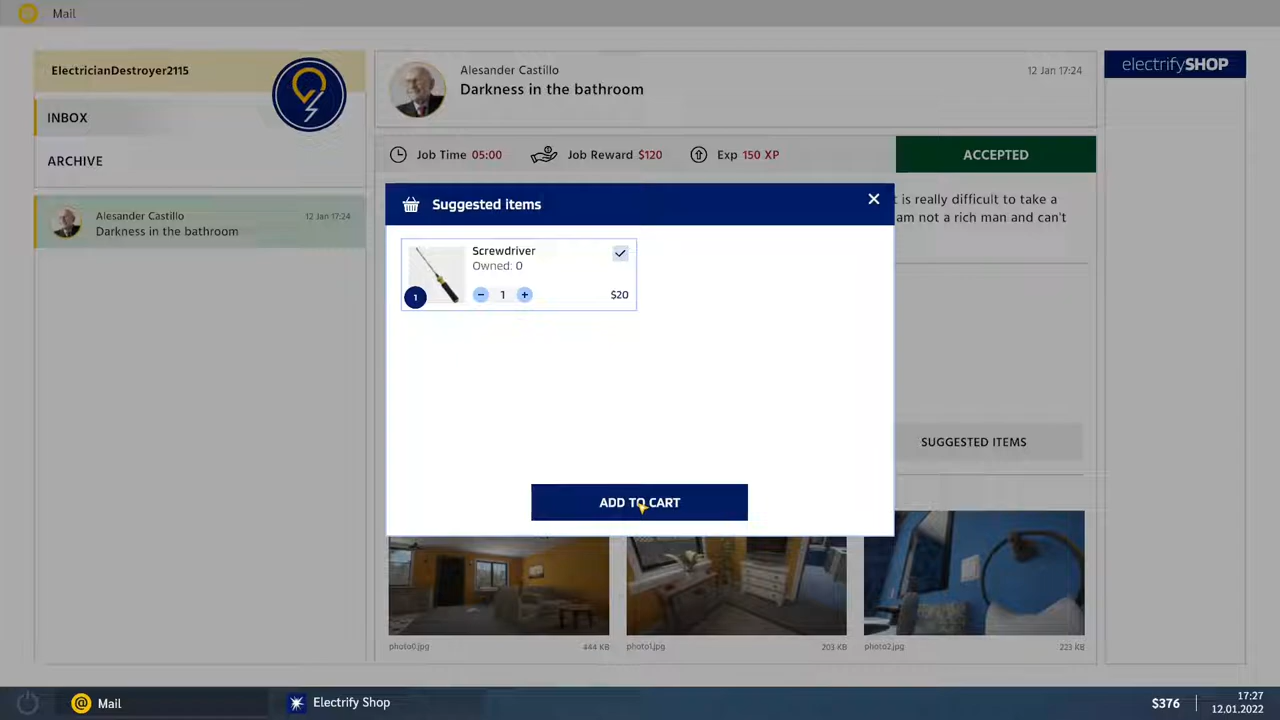 Mail
ElectricianDestroyer2115
INBOX
ARCHIVE
Alesander Castillo
12 Jan 17:24
Darkness in the bathroom
Alesander Castillo
12 Jan 17:24
Darkness in the bathroom
Job Time 05:00
Job Reward $120
Exp 150 XP
ACCEPTED
is really difficult to take a
am not a rich man and can't
Suggested items
Screwdriver
Owned: 0
1
1
$20
ADD TO CART
SUGGESTED ITEMS
photo0.jpg
444 KB
photo1.jpg
203 KB
photo2.jpg
223 KB
electrifySHOP
Mail
Electrify Shop
$376
17:27
12.01.2022